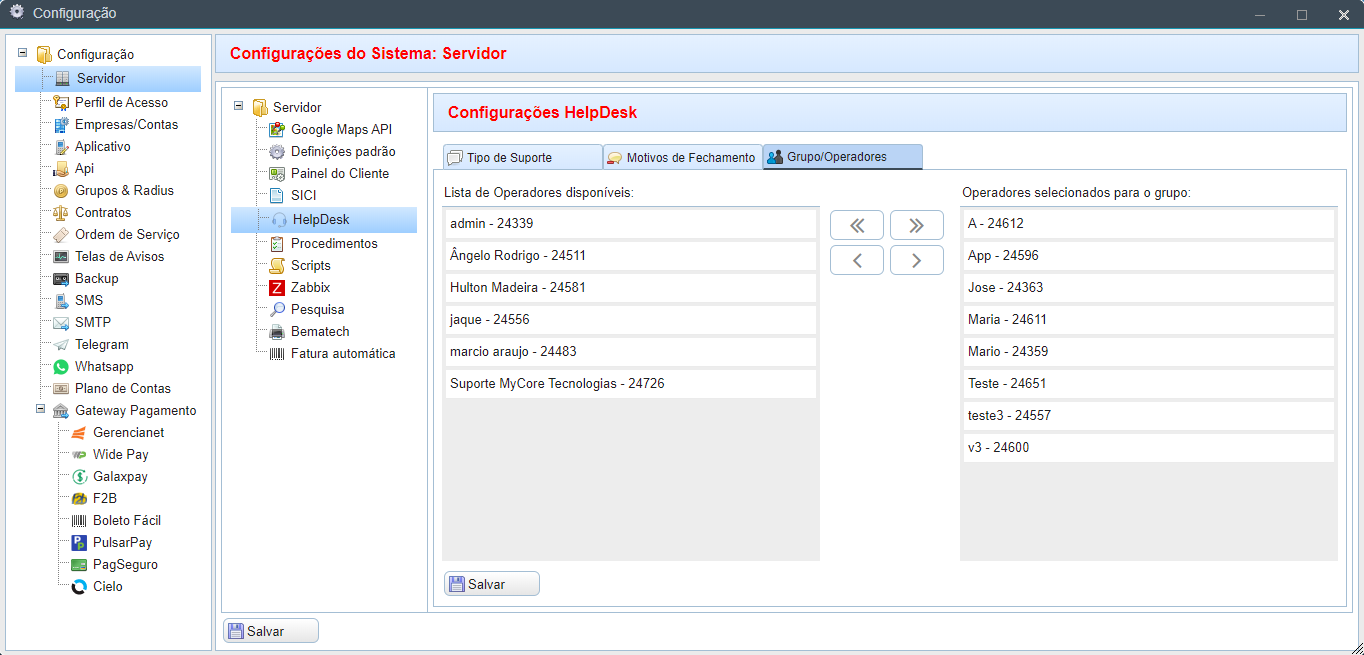 Configuração
Configuração
Servidor
Perfil de Acesso
Empresas/Contas
Aplicativo
Api
Grupos & Radius
Contratos
Ordem de Serviço
Telas de Avisos
Backup
SMS
SMTP
Telegram
Whatsapp
Plano de Contas
Gateway Pagamento
Gerencianet
Wide Pay
Galaxpay
F2B
Boleto Fácil
PulsarPay
PagSeguro
Cielo
Configurações do Sistema: Servidor
Servidor
Google Maps API
Definições padrão
Painel do Cliente
SICI
HelpDesk
Procedimentos
Scripts
Zabbix
Pesquisa
Bematech
Fatura automática
Configurações HelpDesk
Tipo de Suporte
Motivos de Fechamento
Grupo/Operadores
Lista de Operadores disponíveis:
admin - 24339
Ângelo Rodrigo - 24511
Hulton Madeira - 24581
jaque - 24556
marcio araujo - 24483
Suporte MyCore Tecnologias - 24726
Operadores selecionados para o grupo:
A - 24612
App - 24596
Jose - 24363
Maria - 24611
Mario - 24359
Teste - 24651
teste3 - 24557
v3 - 24600
Salvar
Salvar